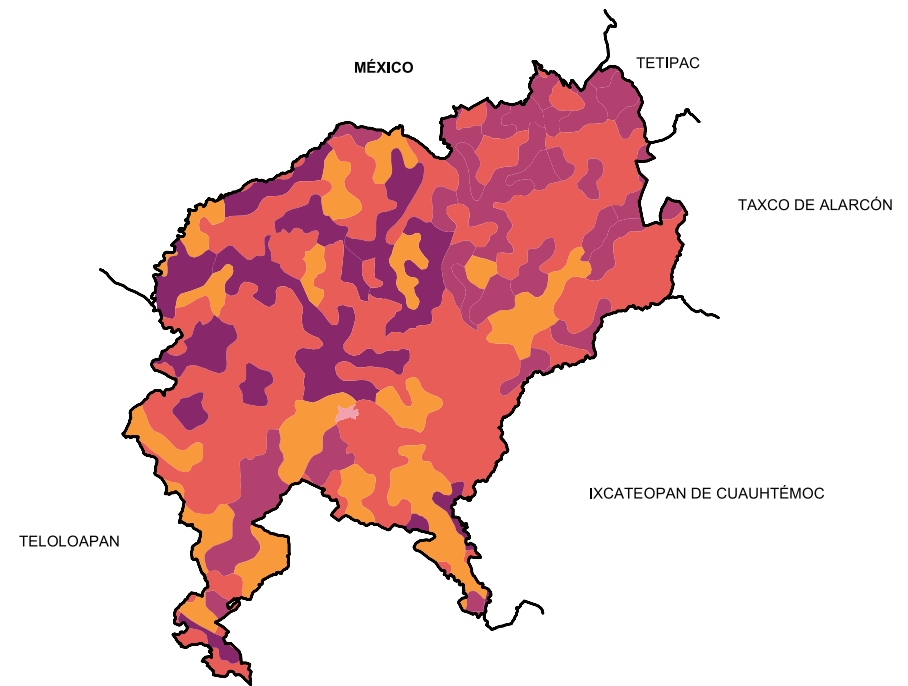 MÉXICO
TETIPAC
TAXCO DE ALARCÓN
IXCATEOPAN DE CUAUHTÉMOC
TELOLOAPAN